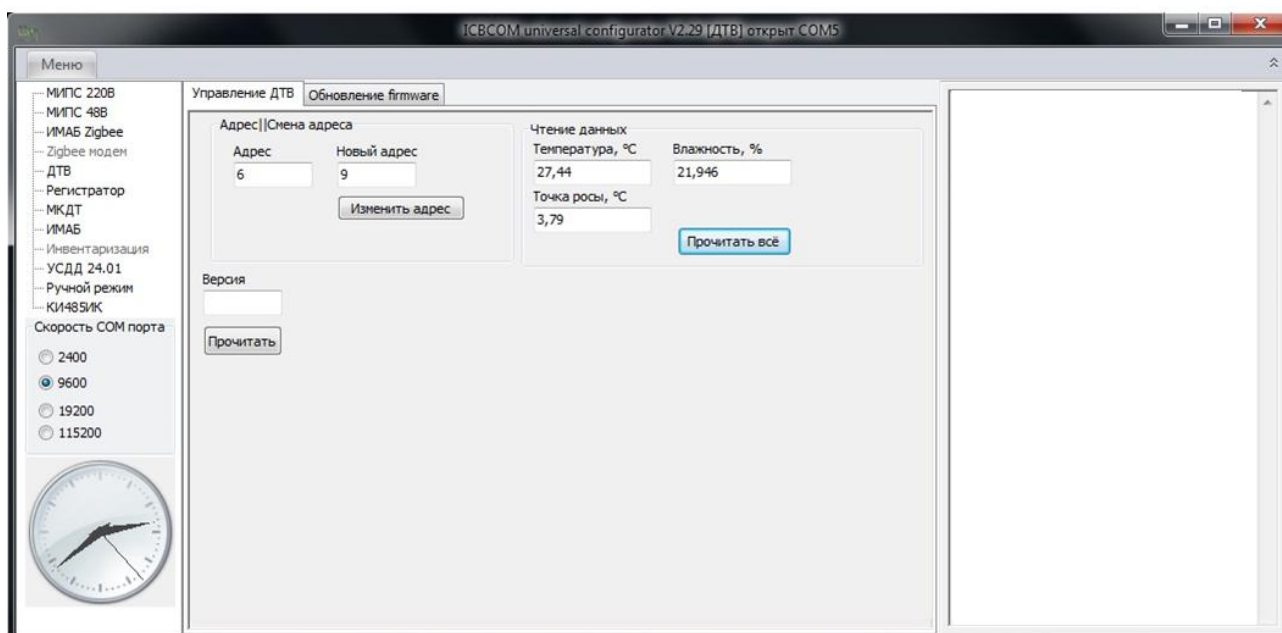 ICBCOM universal configurator V2.29 [ДТВ] открыт COM5
Меню
МИПС 220В
МИПС 48В
ИМАБ Zigbee
Zigbee модем
ДТВ
Регистратор
МКДТ
ИМАБ
Инвентаризация
УСДД 24.01
Ручной режим
КИ485ИК
Скорость COM порта
2400
9600
19200
115200
Управление ДТВ Обновление firmware
Адрес||Смена адреса
Адрес Новый адрес
6 9
Изменить адрес
Чтение данных
Температура, °C Влажность, %
27,44 21,946
Точка росы, °C
3,79
Прочитать всё
Версия
Прочитать